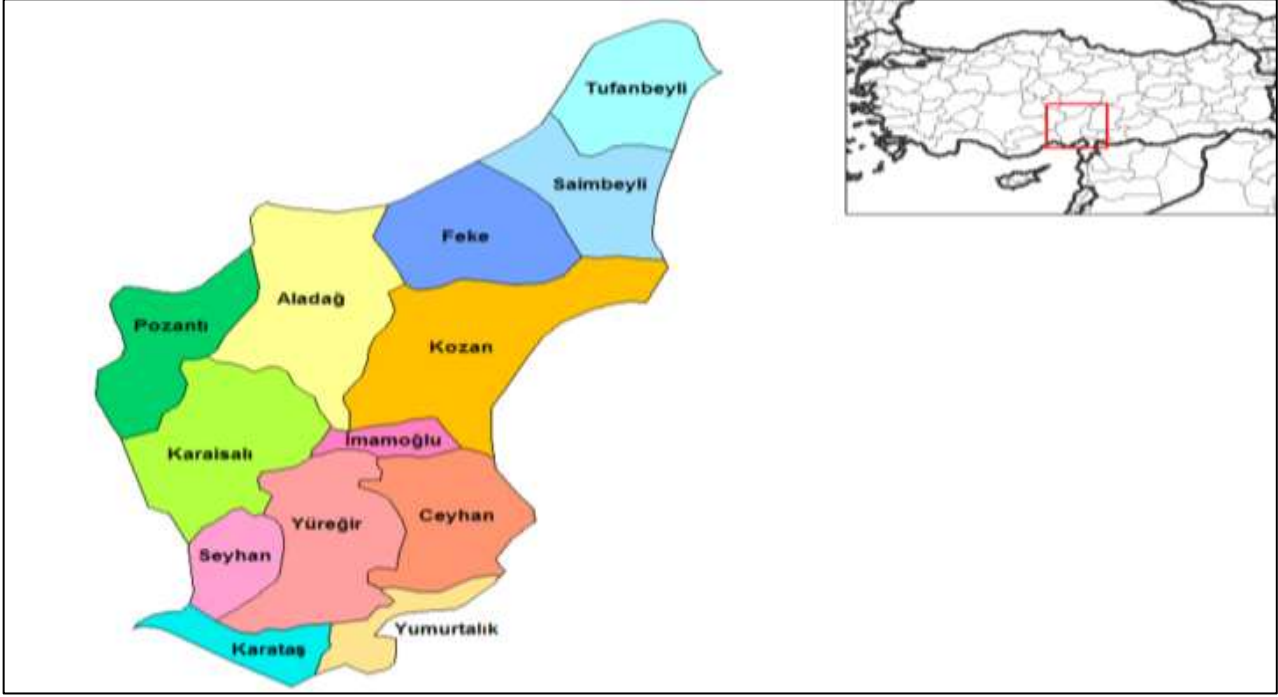 Tufanbeyli
Saimbeyli
Feke
Aladağ
Pozantı
Kozan
İmamoğlu
Karaisalı
Ceyhan
Yüreğir
Seyhan
Yumurtalık
Karataş